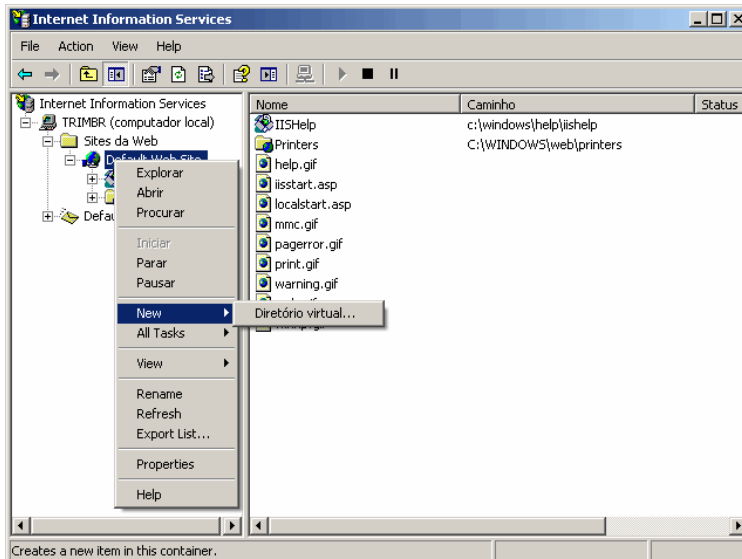 Internet Information Services
File Action View Help
Internet Information Services
TRIMBR (computador local)
Sites da Web
Default Web Site
Defau
Nome Caminho Status
IISHelp c:\windows\help\iishelp
Printers C:\WINDOWS\web\printers
help.gif
iisstart.asp
localstart.asp
mmc.gif
pagerror.gif
print.gif
warning.gif
Explorar
Abrir
Procurar
Iniciar
Parar
Pausar
New
All Tasks
View
Rename
Refresh
Export List...
Properties
Help
Diretório virtual...
Creates a new item in this container.